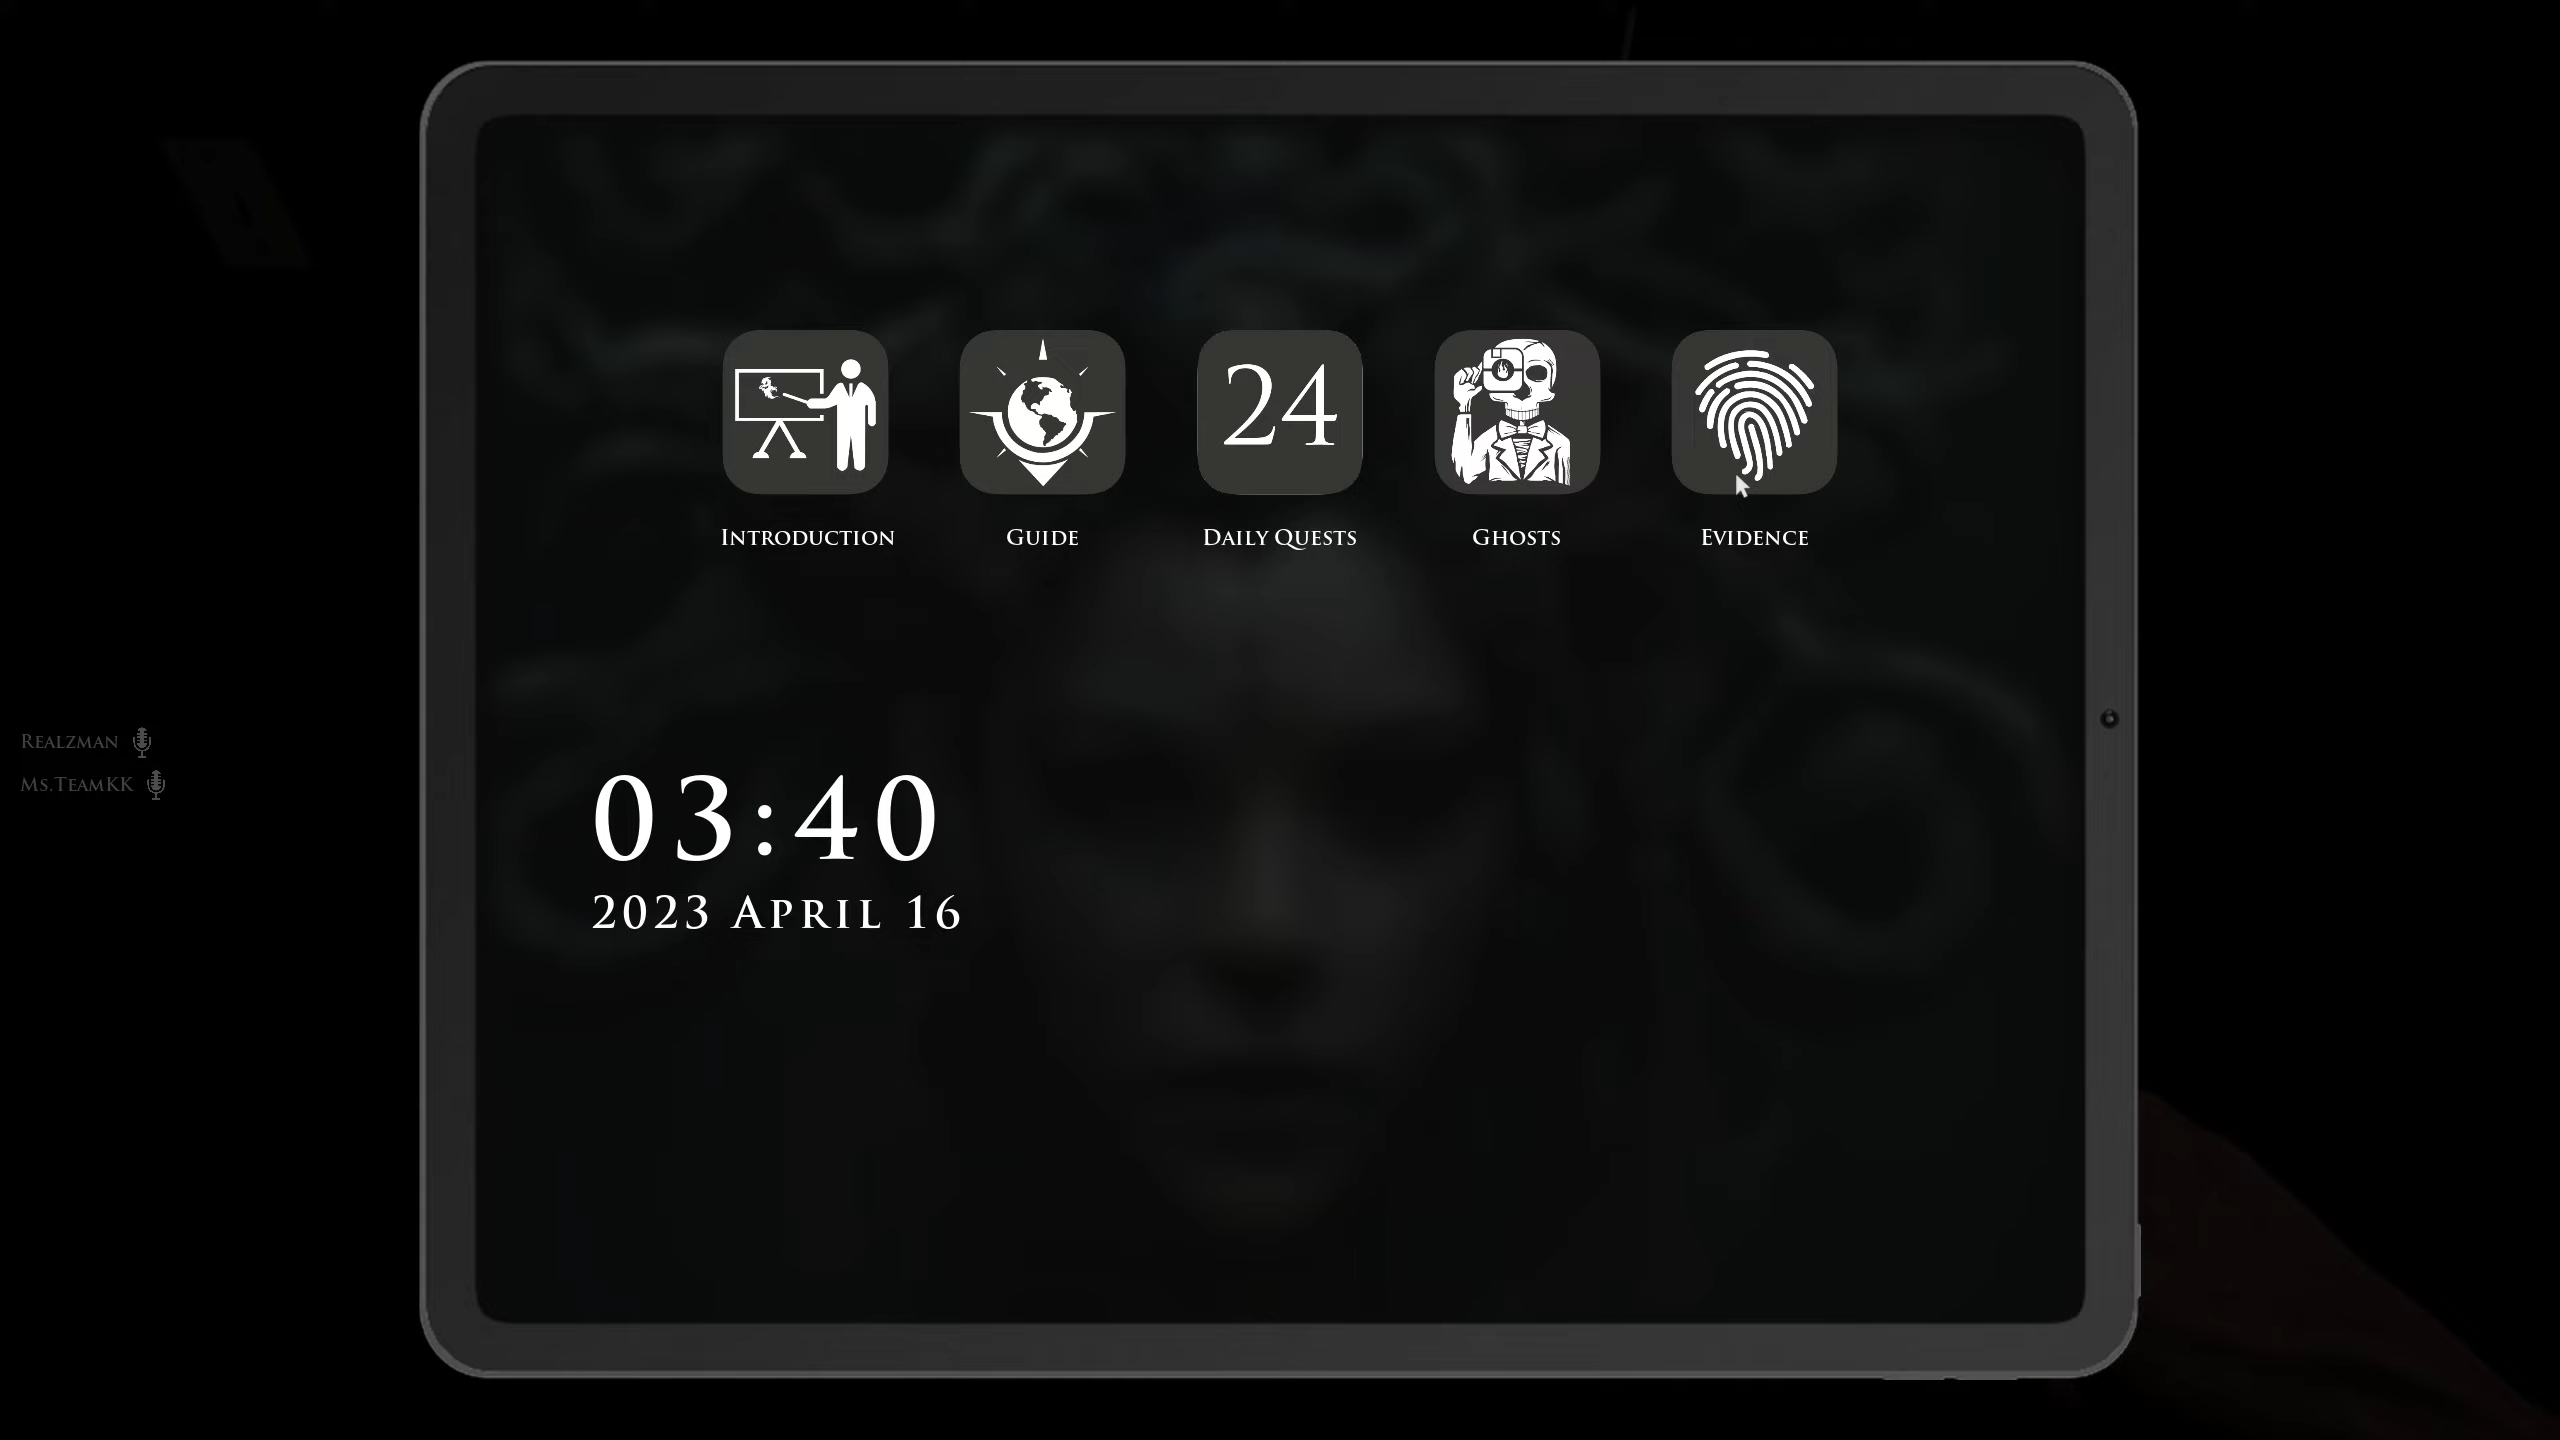 24
Introduction
Guide
Daily Quests
Ghosts
Evidence
Realzman
Ms.TeamKK
03:40
2023 April 16